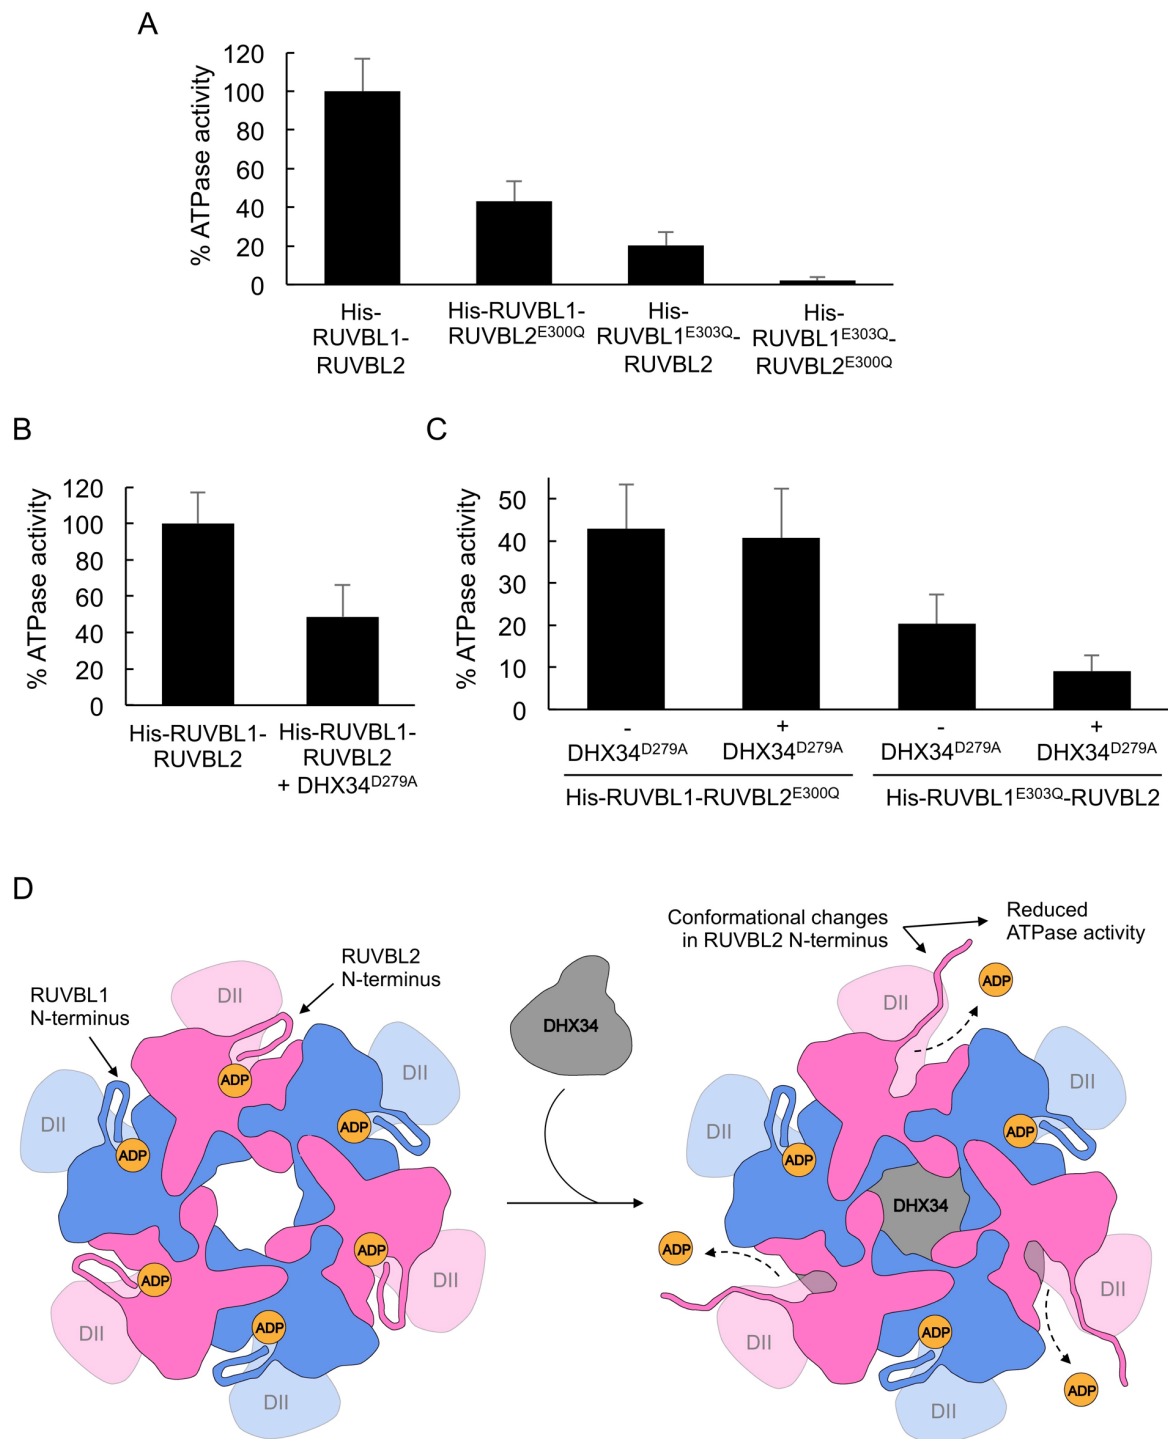 A
% ATPase activity
120
100
80
60
40
20
0
His-
RUVBL1-
RUVBL2
His-RUVBL1-
RUVBL2E300Q
His-
RUVBL1E303Q-
RUVBL2
His-
RUVBL1E303Q-
RUVBL2E300Q
B
% ATPase activity
120
100
80
60
40
20
0
His-RUVBL1-
RUVBL2
His-RUVBL1-
RUVBL2
+ DHX34D279A
C
% ATPase activity
50
40
30
20
10
0
-
DHX34D279A
+
DHX34D279A
-
DHX34D279A
+
DHX34D279A
His-RUVBL1-RUVBL2E300Q
His-RUVBL1E303Q-RUVBL2
D
RUVBL1
N-terminus
RUVBL2
N-terminus
DII
DII
DII
DII
DII
DII
ADP
ADP
ADP
ADP
ADP
ADP
DHX34
Conformational changes
in RUVBL2 N-terminus
Reduced
ATPase activity
DII
DII
DII
DII
DII
DII
ADP
ADP
ADP
ADP
ADP
ADP
DHX34